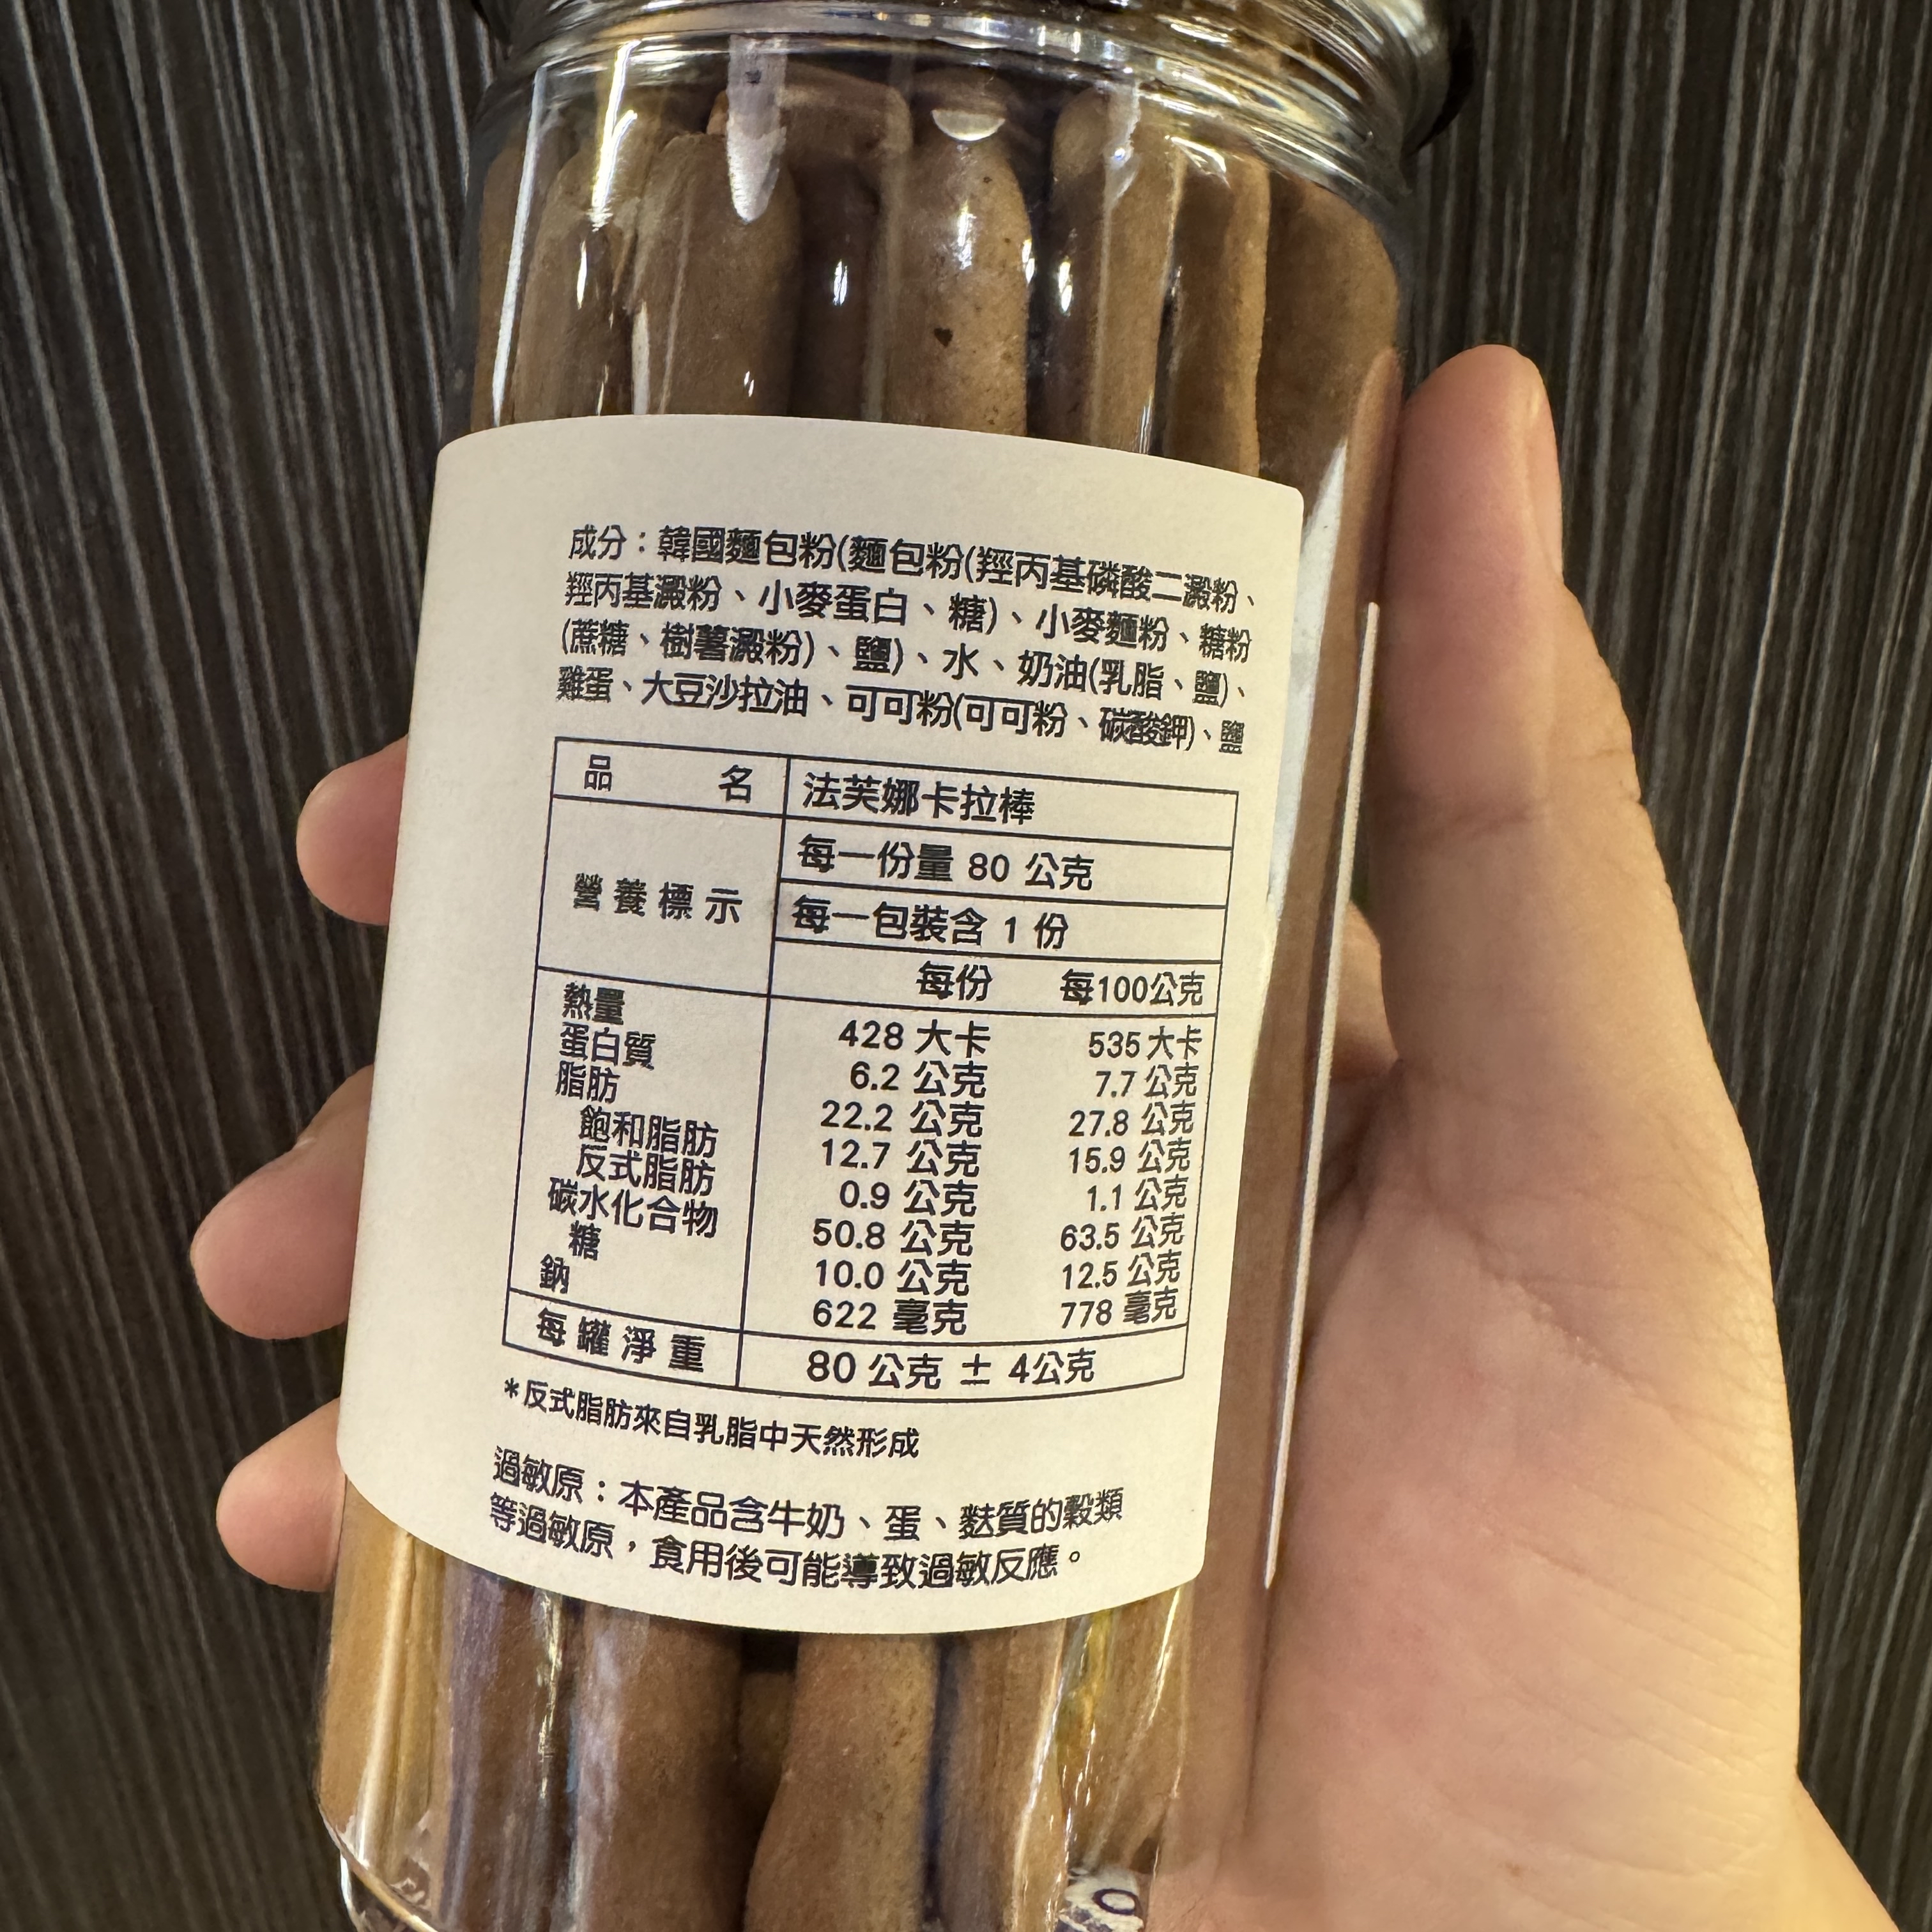 成分：韓國麵包粉(麵包粉(羥丙基磷酸二澱粉、
羥丙基澱粉、小麥蛋白、糖)、小麥麵粉、糖粉
(蔗糖、樹薯澱粉)、鹽)、水、奶油(乳脂、鹽)、
雞蛋、大豆沙拉油、可可粉(可可粉、碳酸鉀)、鹽
品 名 法芙娜卡拉棒
營養標示
每一份量 80 公克
每一包裝含 1 份
每份 每100公克
熱量 428 大卡 535 大卡
蛋白質 6.2 公克 7.7 公克
脂肪 22.2 公克 27.8 公克
飽和脂肪 12.7 公克 15.9 公克
反式脂肪 0.9 公克 1.1 公克
碳水化合物 50.8 公克 63.5 公克
糖 10.0 公克 12.5 公克
鈉 622 毫克 778 毫克
每罐淨重 80 公克 ± 4公克
*反式脂肪來自乳脂中天然形成
過敏原：本產品含牛奶、蛋、麩質的穀類
等過敏原，食用後可能導致過敏反應。